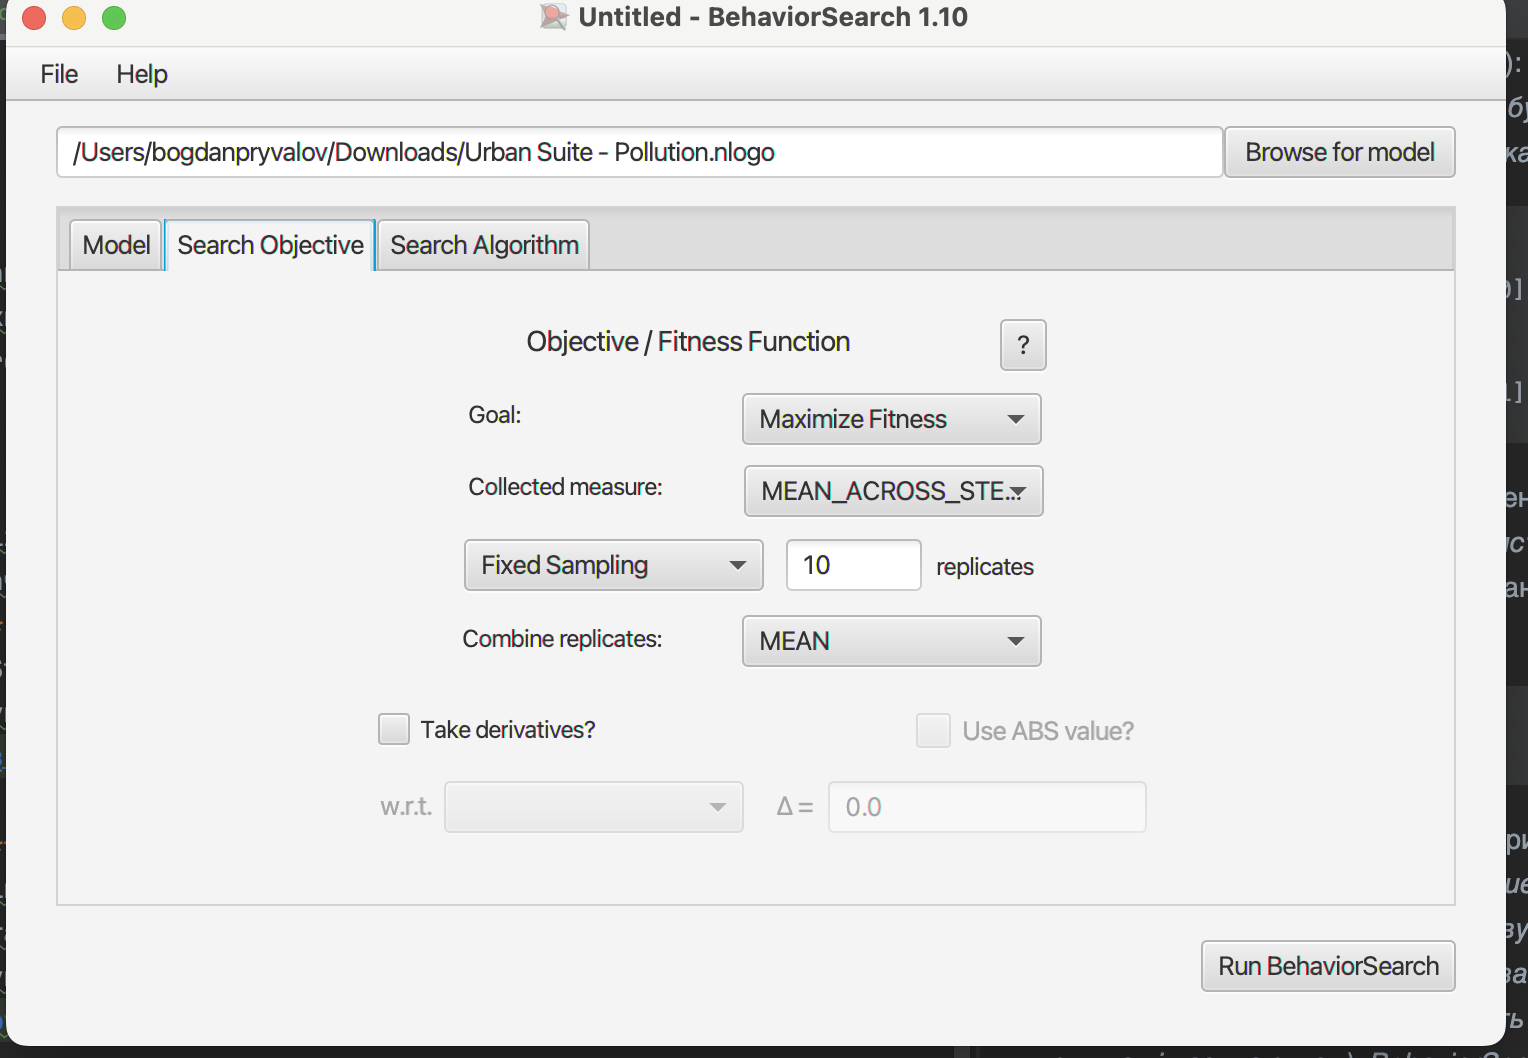 Untitled - BehaviorSearch 1.10
File Help
/Users/bogdanpryvalov/Downloads/Urban Suite - Pollution.nlogo Browse for model
Model Search Objective Search Algorithm
Objective / Fitness Function ?
Goal: Maximize Fitness
Collected measure: MEAN_ACROSS_STE...
Fixed Sampling 10 replicates
Combine replicates: MEAN
Take derivatives? Use ABS value?
w.r.t. Δ = 0.0
Run BehaviorSearch